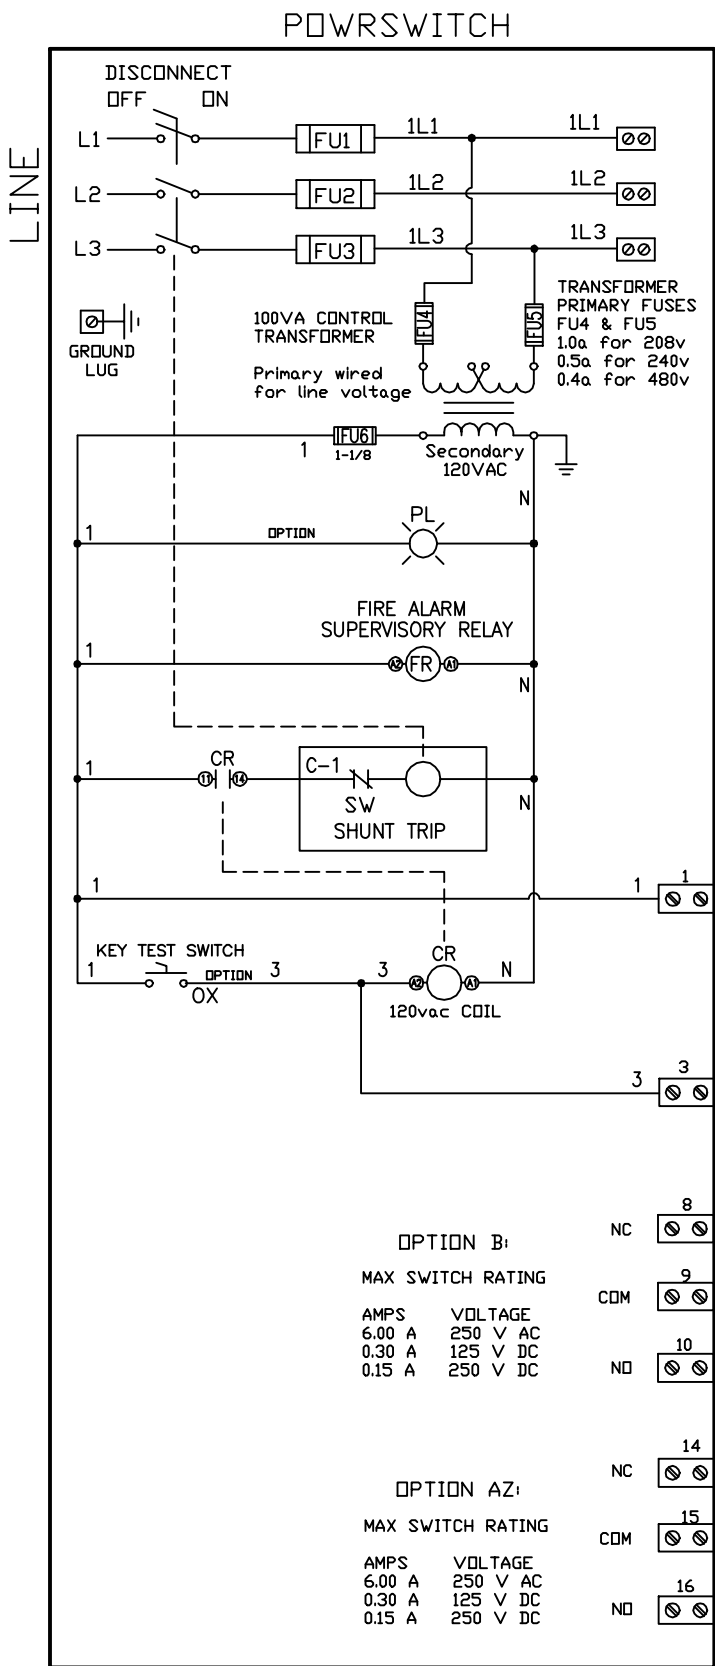 POWRSWITCH
LINE
DISCONNECT
OFF ON
L1 FU1 1L1 1L1
L2 FU2 1L2 1L2
L3 FU3 1L3 1L3
GROUND
LUG
100VA CONTROL
TRANSFORMER
Primary wired
for line voltage
FU4 FU5
TRANSFORMER
PRIMARY FUSES
FU4 & FU5
1.0a for 208v
0.5a for 240v
0.4a for 480v
1 FU6
1-1/8
Secondary
120VAC
N
PL
1 OPTION
FIRE ALARM
SUPERVISORY RELAY
1 A2 FR A1
N
CR
1 11 14 C-1
SW
N
SHUNT TRIP
1 1 1
KEY TEST SWITCH
CR
1 OPTION 3 3 A2 A1 N
OX
120vac COIL
3 3
8
NC
OPTION B:
MAX SWITCH RATING
9
COM
AMPS VOLTAGE
6.00 A 250 V AC
0.30 A 125 V DC
0.15 A 250 V DC
10
NO
14
NC
OPTION AZ:
MAX SWITCH RATING
15
COM
AMPS VOLTAGE
6.00 A 250 V AC
0.30 A 125 V DC
0.15 A 250 V DC
16
NO